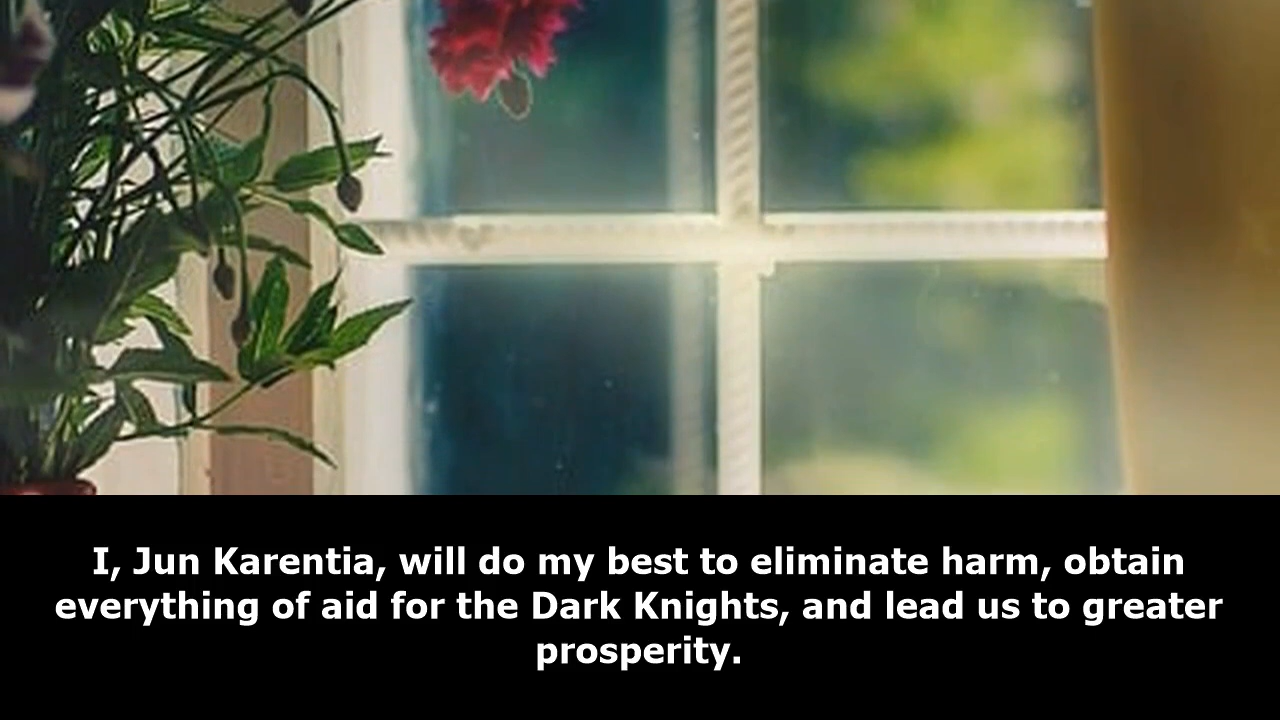 I, Jun Karentia, will do my best to eliminate harm, obtain
everything of aid for the Dark Knights, and lead us to greater
prosperity.